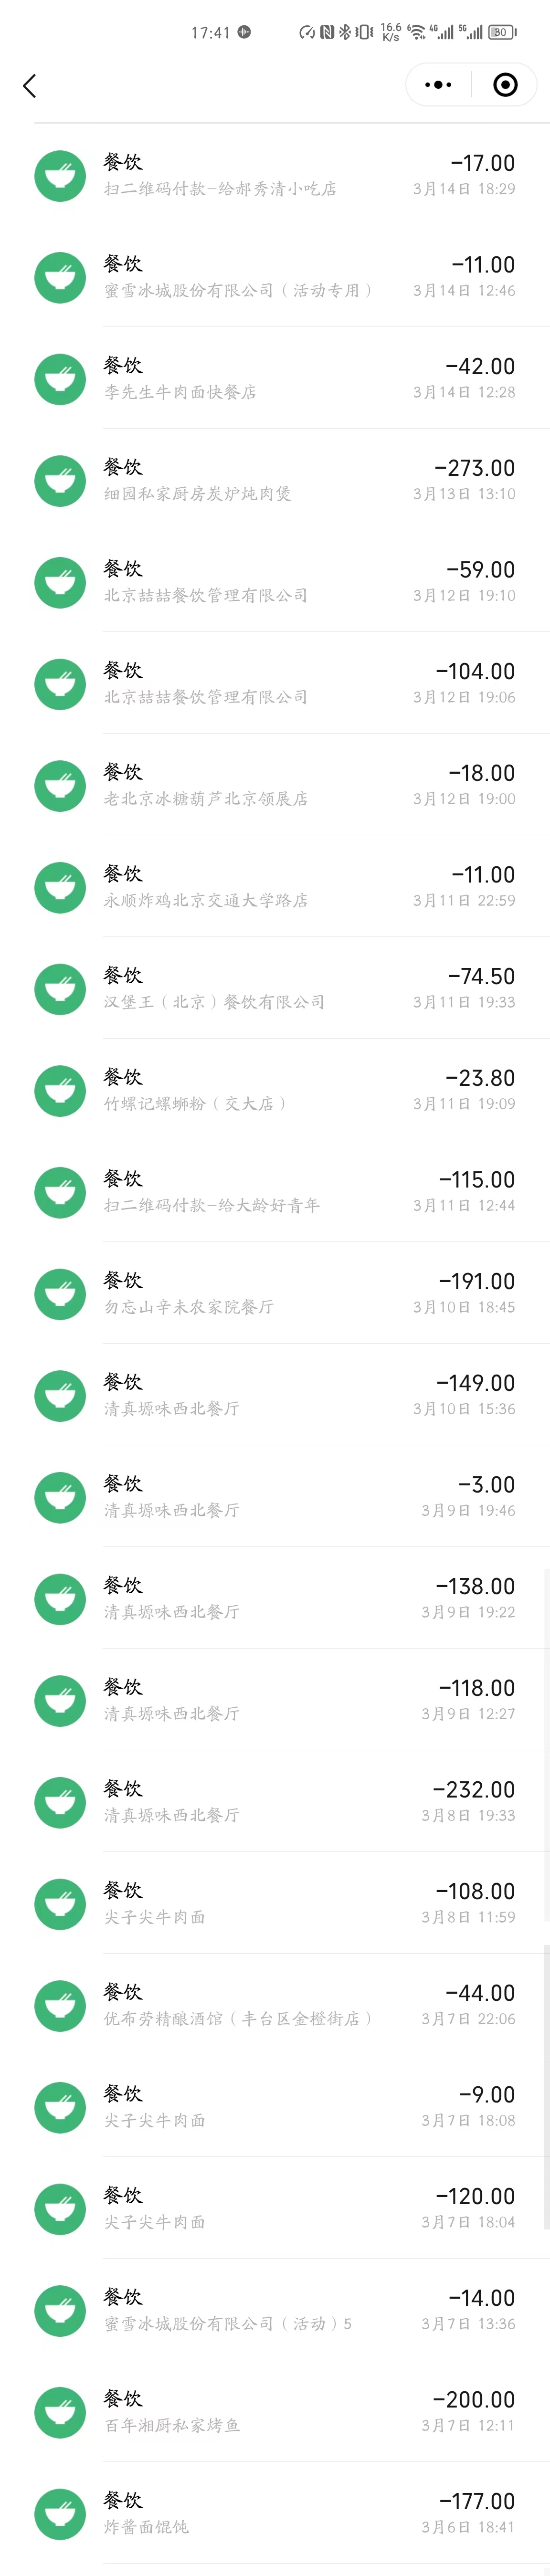 17:41 16.6 K/s 6 4G 5G 30
餐饮 -17.00
扫二维码付款-给郝秀清小吃店 3月14日 18:29
餐饮 -11.00
蜜雪冰城股份有限公司（活动专用） 3月14日 12:46
餐饮 -42.00
李先生牛肉面快餐店 3月14日 12:28
餐饮 -273.00
细园私家厨房炭炉炖肉煲 3月13日 13:10
餐饮 -59.00
北京喆喆餐饮管理有限公司 3月12日 19:10
餐饮 -104.00
北京喆喆餐饮管理有限公司 3月12日 19:06
餐饮 -18.00
老北京冰糖葫芦北京领展店 3月12日 19:00
餐饮 -11.00
永顺炸鸡北京交通大学路店 3月11日 22:59
餐饮 -74.50
汉堡王（北京）餐饮有限公司 3月11日 19:33
餐饮 -23.80
竹螺记螺蛳粉（交大店） 3月11日 19:09
餐饮 -115.00
扫二维码付款-给大龄好青年 3月11日 12:44
餐饮 -191.00
勿忘山辛未农家院餐厅 3月10日 18:45
餐饮 -149.00
清真塬味西北餐厅 3月10日 15:36
餐饮 -3.00
清真塬味西北餐厅 3月9日 19:46
餐饮 -138.00
清真塬味西北餐厅 3月9日 19:22
餐饮 -118.00
清真塬味西北餐厅 3月9日 12:27
餐饮 -232.00
清真塬味西北餐厅 3月8日 19:33
餐饮 -108.00
尖子尖牛肉面 3月8日 11:59
餐饮 -44.00
优布劳精酿酒馆（丰台区金橙街店） 3月7日 22:06
餐饮 -9.00
尖子尖牛肉面 3月7日 18:08
餐饮 -120.00
尖子尖牛肉面 3月7日 18:04
餐饮 -14.00
蜜雪冰城股份有限公司（活动）5 3月7日 13:36
餐饮 -200.00
百年湘厨私家烤鱼 3月7日 12:11
餐饮 -177.00
炸酱面馄饨 3月6日 18:41